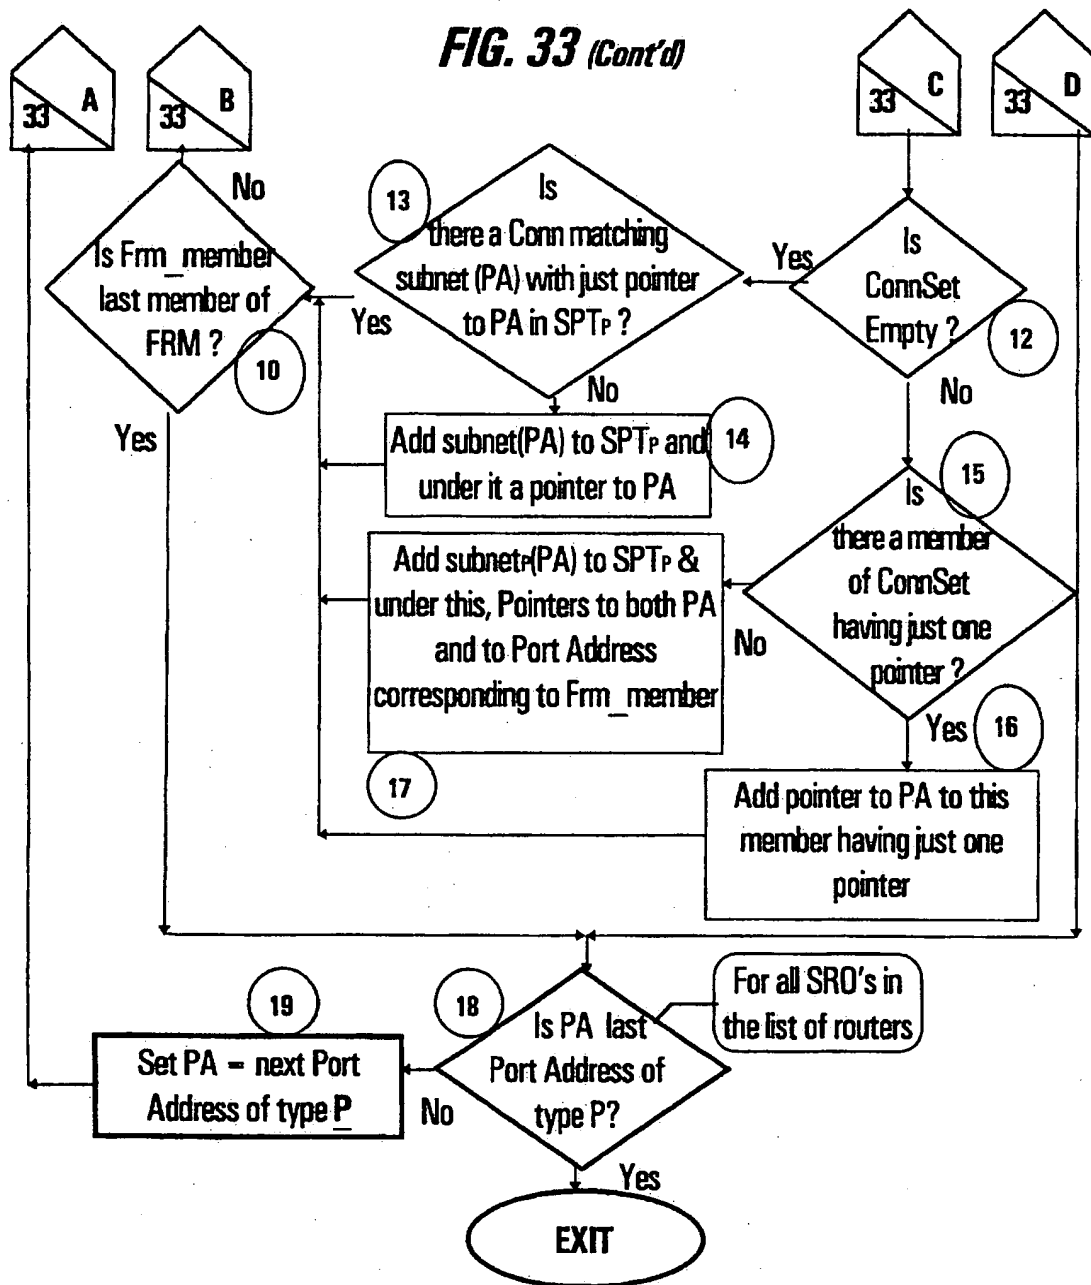 FIG. 33 (Cont'd)
33 A
33 B
33 C
33 D
No
Is Frm_member
last member of
FRM ?
10
Yes
13
Is
there a Conn matching
subnet (PA) with just pointer
to PA in SPTP ?
Yes
No
Yes
Is
ConnSet
Empty ?
12
No
Add subnet(PA) to SPTP and
under it a pointer to PA
14
15
Is
there a member
of ConnSet
having just one
pointer ?
No
Yes
Add subnetP(PA) to SPTP &
under this, Pointers to both PA
and to Port Address
corresponding to Frm_member
17
16
Add pointer to PA to this
member having just one
pointer
For all SRO's in
the list of routers
18
Is PA last
Port Address of
type P?
No
Yes
19
Set PA = next Port
Address of type P
EXIT